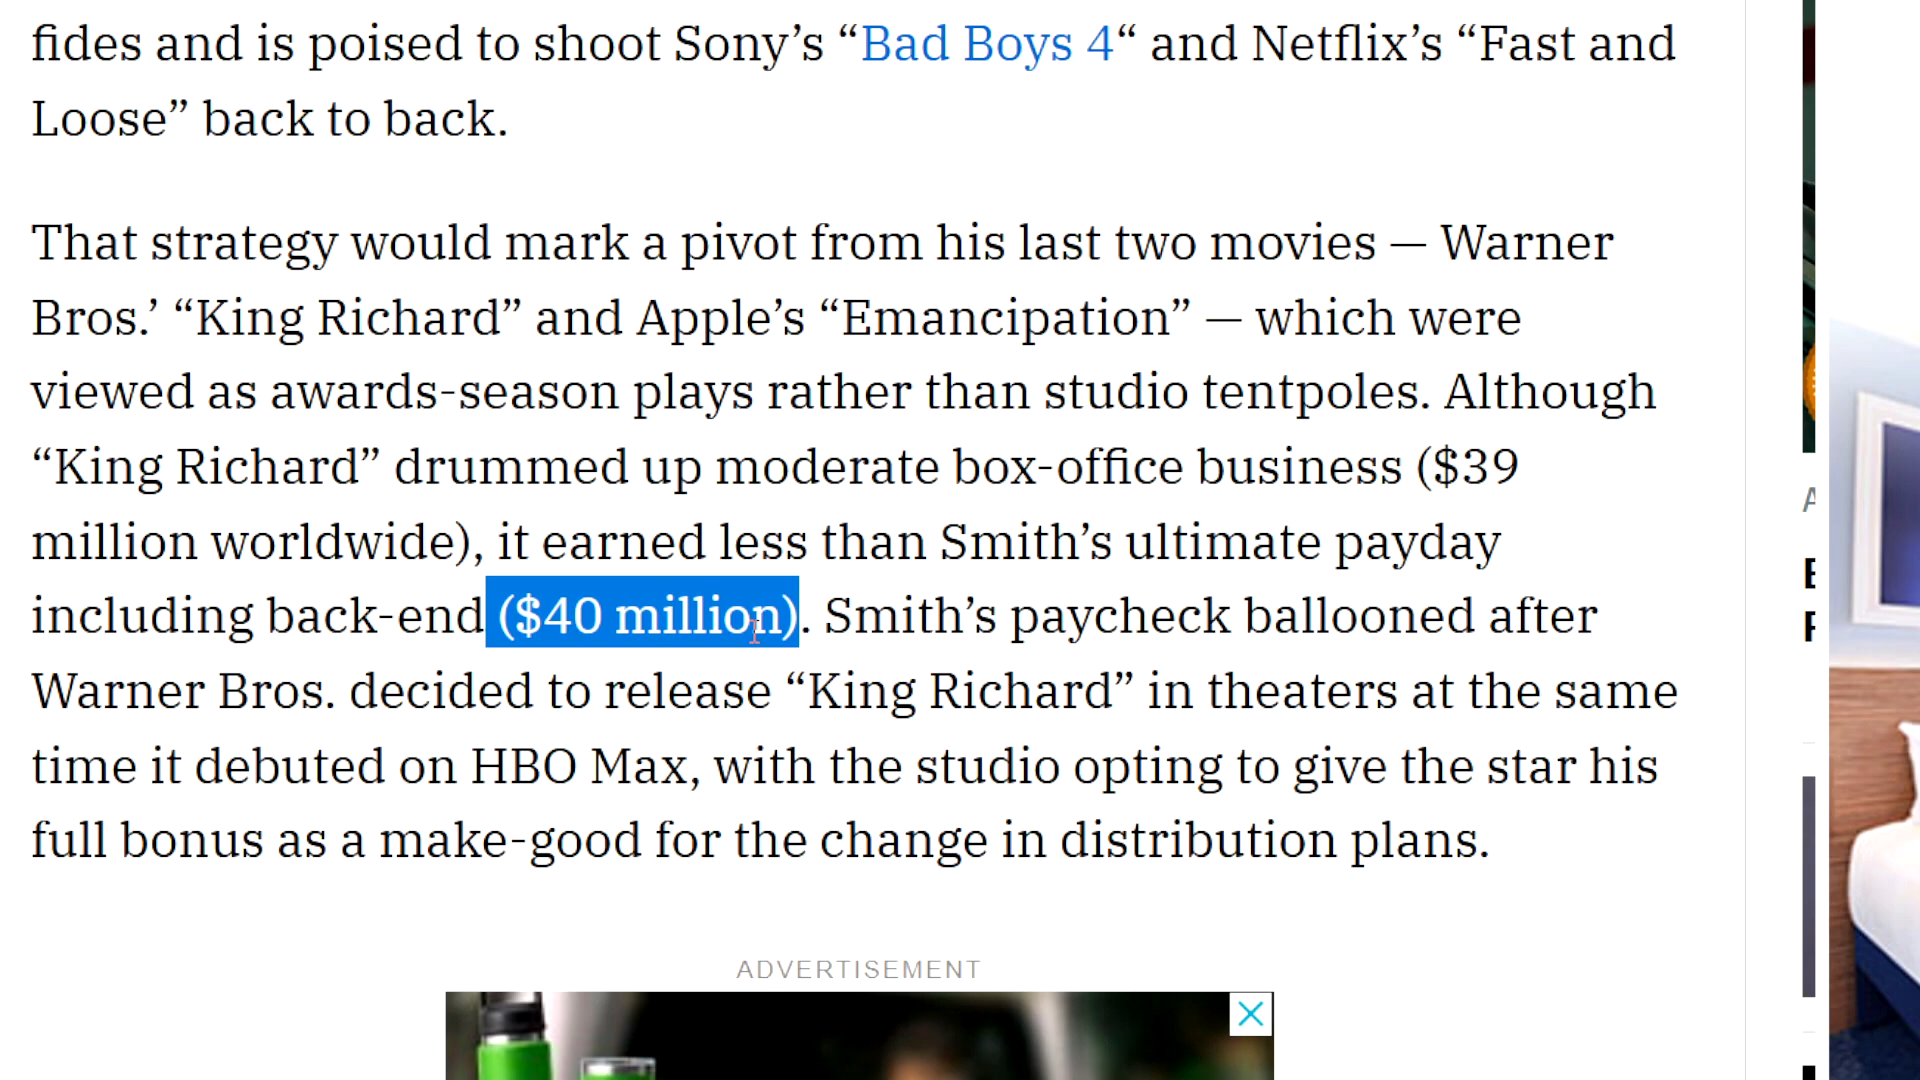 fides and is poised to shoot Sony’s “Bad Boys 4“ and Netflix’s “Fast and
Loose” back to back.
That strategy would mark a pivot from his last two movies — Warner
Bros.’ “King Richard” and Apple’s “Emancipation” — which were
viewed as awards-season plays rather than studio tentpoles. Although
“King Richard” drummed up moderate box-office business ($39
million worldwide), it earned less than Smith’s ultimate payday
including back-end ($40 million). Smith’s paycheck ballooned after
Warner Bros. decided to release “King Richard” in theaters at the same
time it debuted on HBO Max, with the studio opting to give the star his
full bonus as a make-good for the change in distribution plans.
ADVERTISEMENT